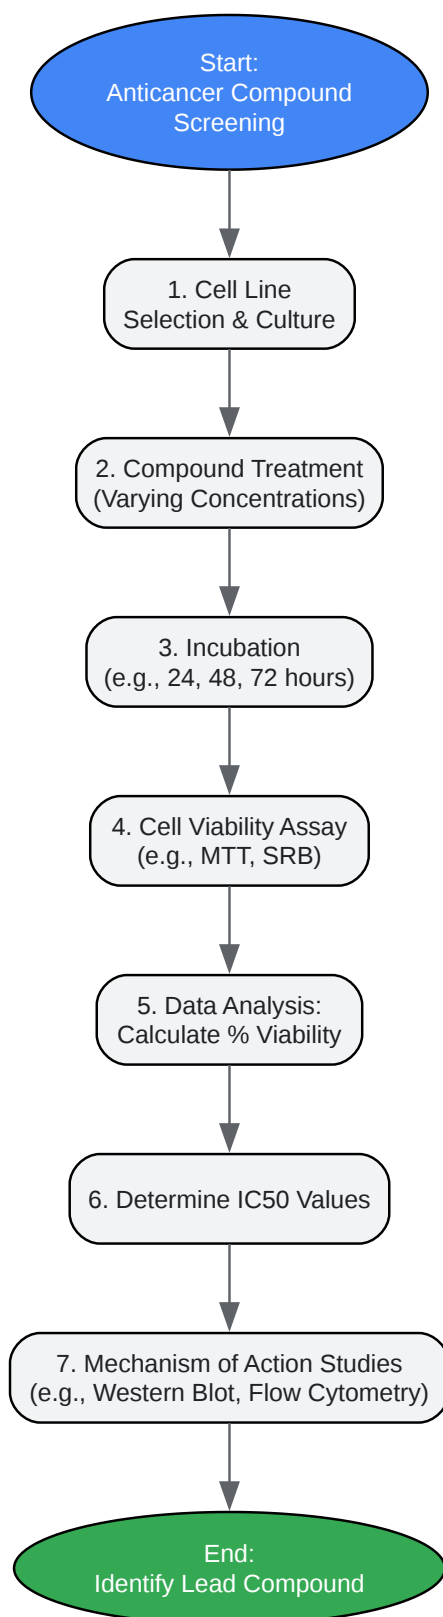 Start:
Anticancer Compound
Screening
1. Cell Line
Selection & Culture
2. Compound Treatment
(Varying Concentrations)
3. Incubation
(e.g., 24, 48, 72 hours)
4. Cell Viability Assay
(e.g., MTT, SRB)
5. Data Analysis:
Calculate % Viability
6. Determine IC50 Values
7. Mechanism of Action Studies
(e.g., Western Blot, Flow Cytometry)
End:
Identify Lead Compound